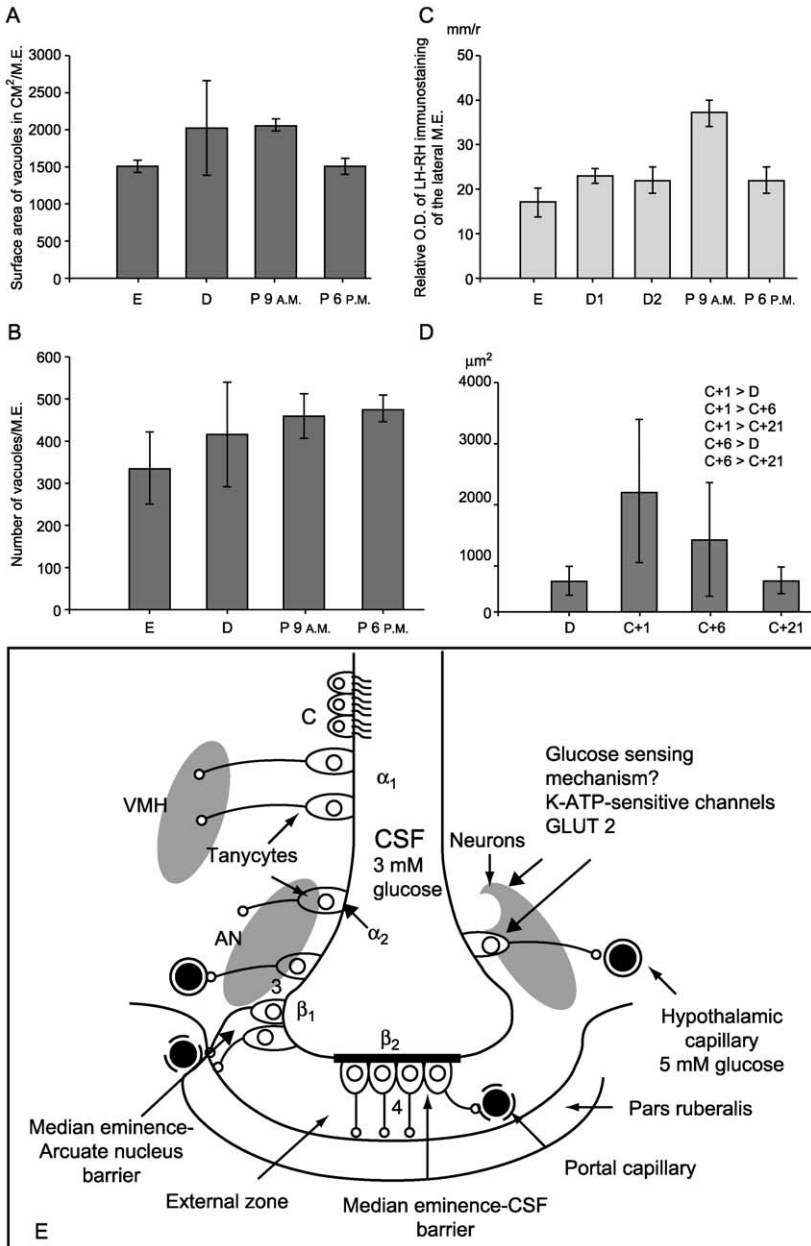 A
Surface area of vacuoles in CM²/M.E.
3000
2500
2000
1500
1000
500
0
E D P 9 A.M. P 6 P.M.
B
Number of vacuoles/M.E.
600
500
400
300
200
100
0
E D P 9 A.M. P 6 P.M.
C
mm/r
Relative O.D. of LH-RH immunostaining
of the lateral M.E.
50
40
30
20
10
0
E D1 D2 P 9 A.M. P 6 P.M.
D
μm²
4000
3000
2000
1000
0
C+1 > D
C+1 > C+6
C+1 > C+21
C+6 > D
C+6 > C+21
D C+1 C+6 C+21
C
α₁
VMH
Tanycytes
CSF
3 mM
glucose
Neurons
Glucose sensing
mechanism?
K-ATP-sensitive channels
GLUT 2
AN
α₂
3
β₁
β₂
4
Hypothalamic
capillary
5 mM glucose
Median eminence-
Arcuate nucleus
barrier
External zone
Median eminence-CSF
barrier
Pars ruberalis
Portal capillary
E